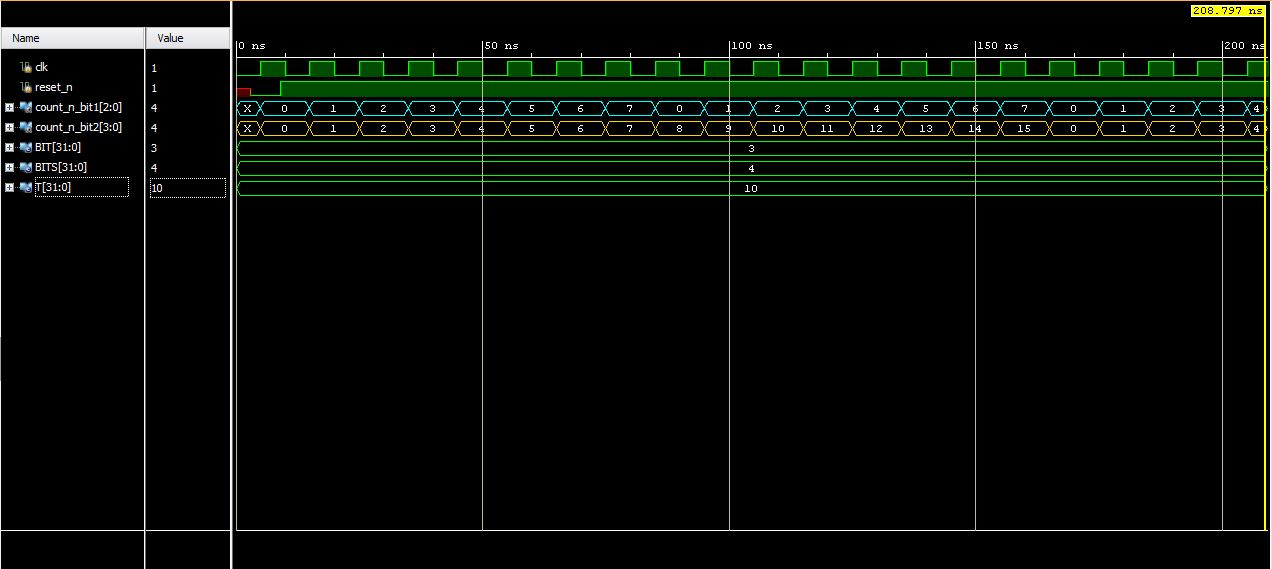 208.797 ns
Name Value
0 ns 50 ns 100 ns 150 ns 200 ns
clk 1
reset_n 1
count_n_bit1[2:0] 4 X 0 1 2 3 4 5 6 7 0 1 2 3 4 5 6 7 0 1 2 3 4
count_n_bit2[3:0] 4 X 0 1 2 3 4 5 6 7 8 9 10 11 12 13 14 15 0 1 2 3 4
BIT[31:0] 3 3
BITS[31:0] 4 4
T[31:0] 10 10